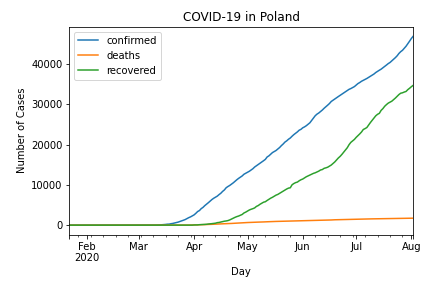 COVID-19 in Poland
confirmed
deaths
recovered
Number of Cases
40000
30000
20000
10000
0
Feb Mar Apr May Jun Jul Aug
2020
Day